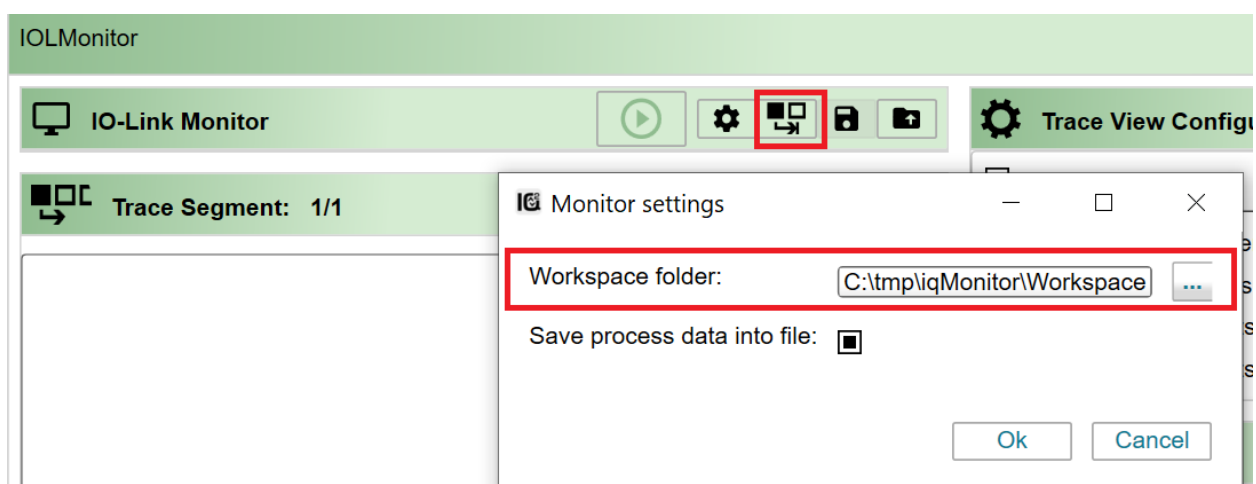 IOLMonitor
IO-Link Monitor
Trace View Configu
Trace Segment: 1/1
Monitor settings
Workspace folder:
C:\tmp\iqMonitor\Workspace
...
Save process data into file:
Ok
Cancel